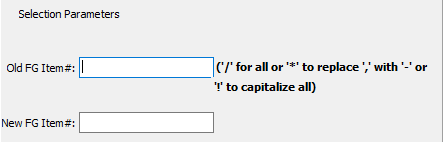 Selection Parameters
Old FG Item#: ('/' for all or '*' to replace ',' with '-' or
'!' to capitalize all)
New FG Item#: